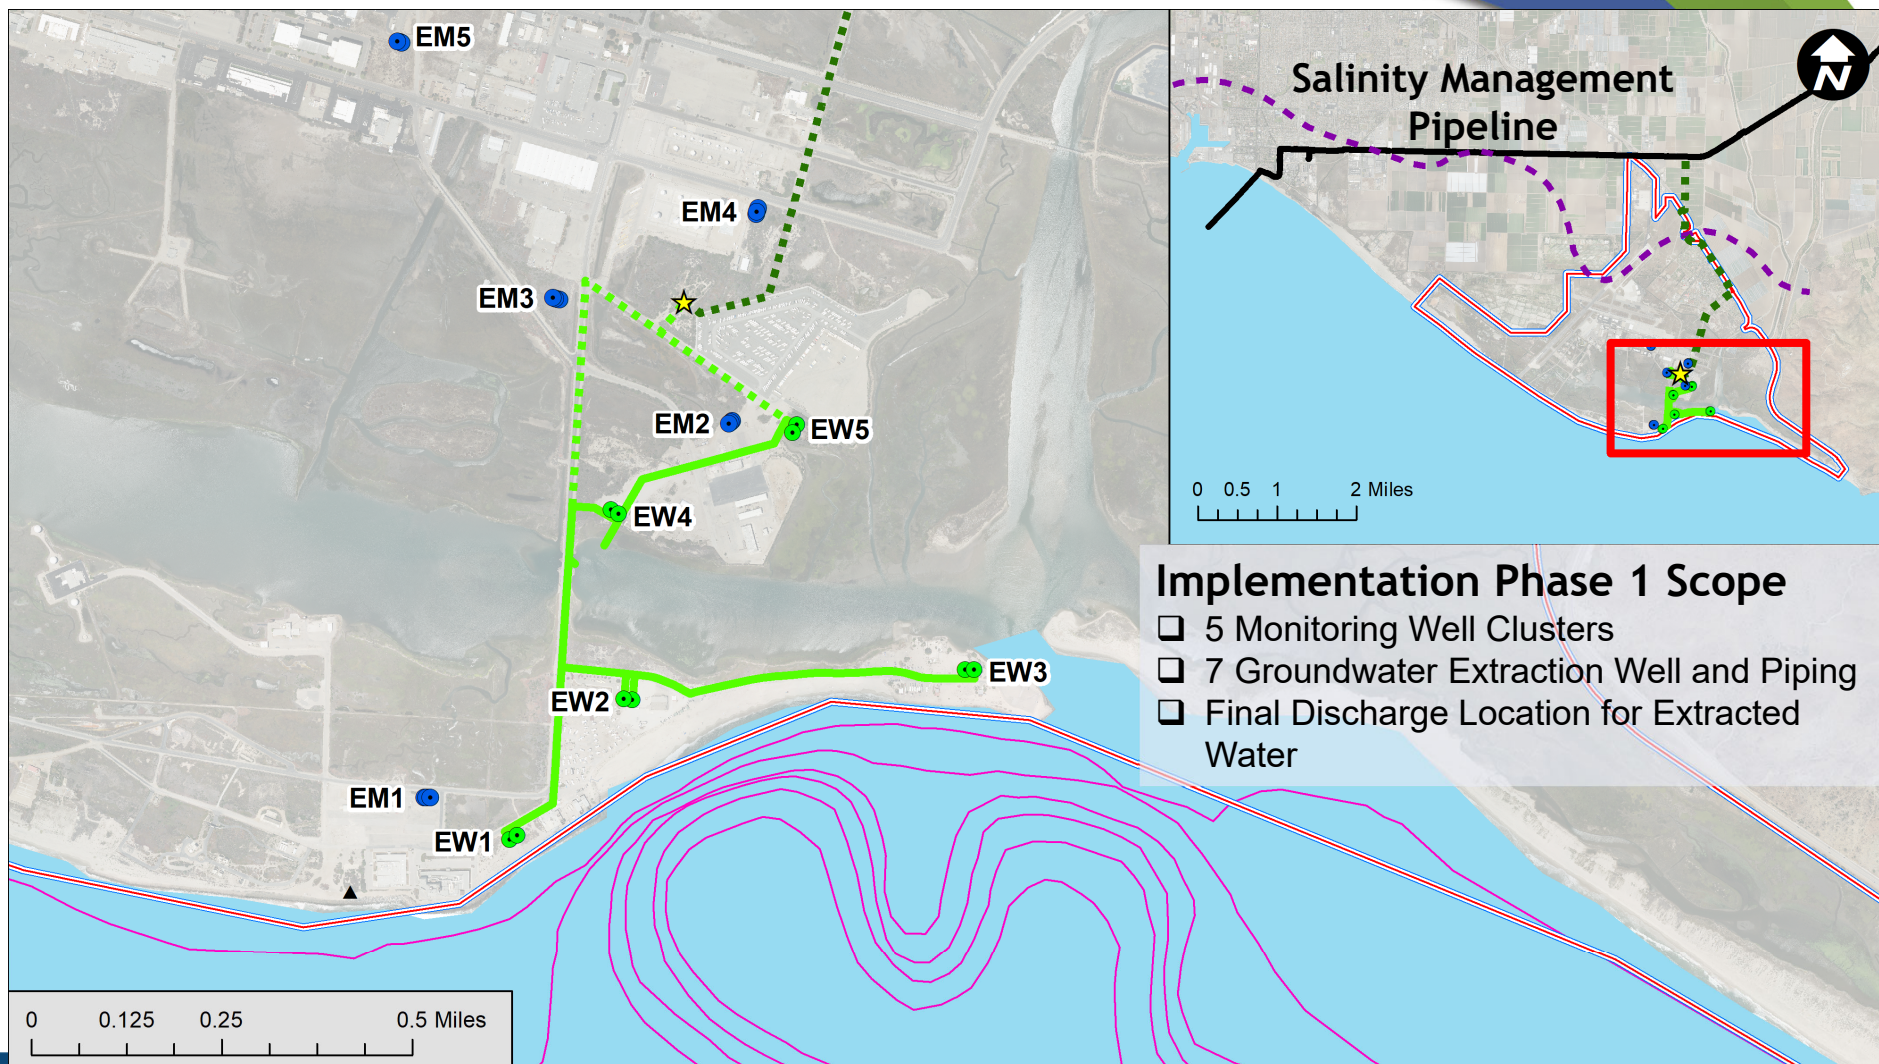 EM5
Salinity Management
Pipeline
N
EM4
EM3
EM2
EW5
EW4
0 0.5 1 2 Miles
Implementation Phase 1 Scope
5 Monitoring Well Clusters
7 Groundwater Extraction Well and Piping
Final Discharge Location for Extracted
Water
EW3
EW2
EM1
EW1
0 0.125 0.25 0.5 Miles